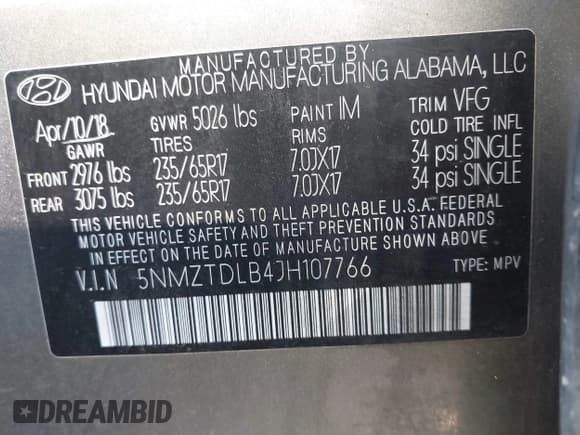 MANUFACTURED BY
HYUNDAI MOTOR MANUFACTURING ALABAMA, LLC
Apr/10/18 GVWR 5026 lbs PAINT IM TRIM VFG
GAWR TIRES RIMS COLD TIRE INFL
FRONT 2976 lbs 235/65R17 7.0JX17 34 psi SINGLE
REAR 3075 lbs 235/65R17 7.0JX17 34 psi SINGLE
THIS VEHICLE CONFORMS TO ALL APPLICABLE U.S.A. FEDERAL
MOTOR VEHICLE SAFETY AND THEFT PREVENTION STANDARDS
IN EFFECT ON THE DATE OF MANUFACTURE SHOWN ABOVE.
V.I.N 5NMZTDLB4JH107766 TYPE: MPV
DREAMBID